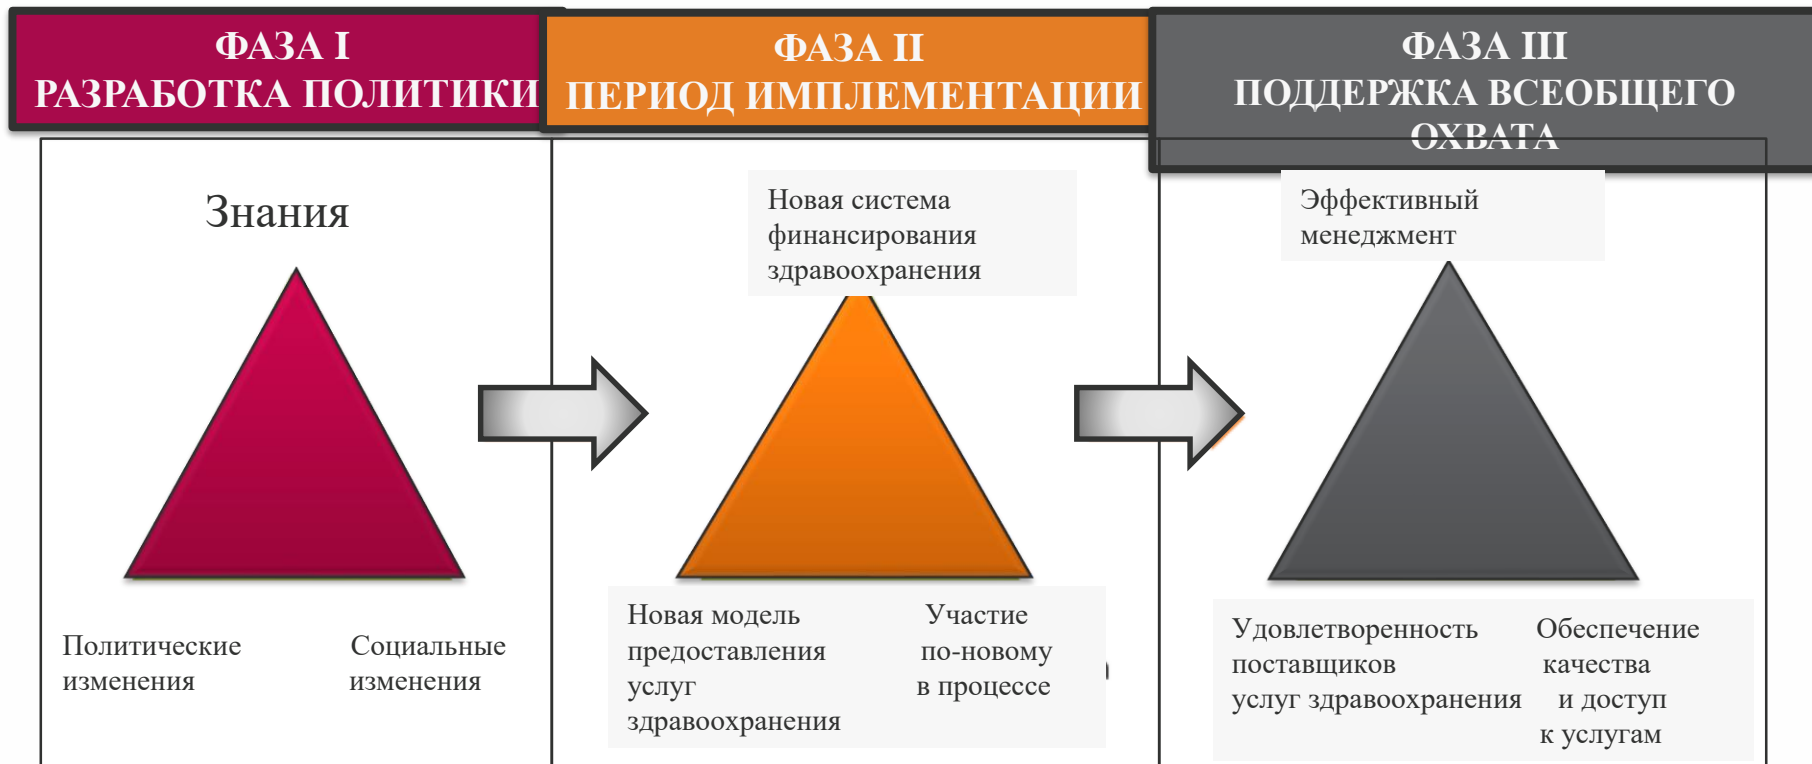 ФАЗА I
РАЗРАБОТКА ПОЛИТИКИ
ФАЗА II
ПЕРИОД ИМПЛЕМЕНТАЦИИ
ФАЗА III
ПОДДЕРЖКА ВСЕОБЩЕГО
ОХВАТА
Знания
Политические
изменения
Социальные
изменения
Новая система
финансирования
здравоохранения
Новая модель
предоставления
услуг
здравоохранения
Участие
по-новому
в процессе
Эффективный
менеджмент
Удовлетворенность
поставщиков
услуг здравоохранения
Обеспечение
качества
и доступ
к услугам